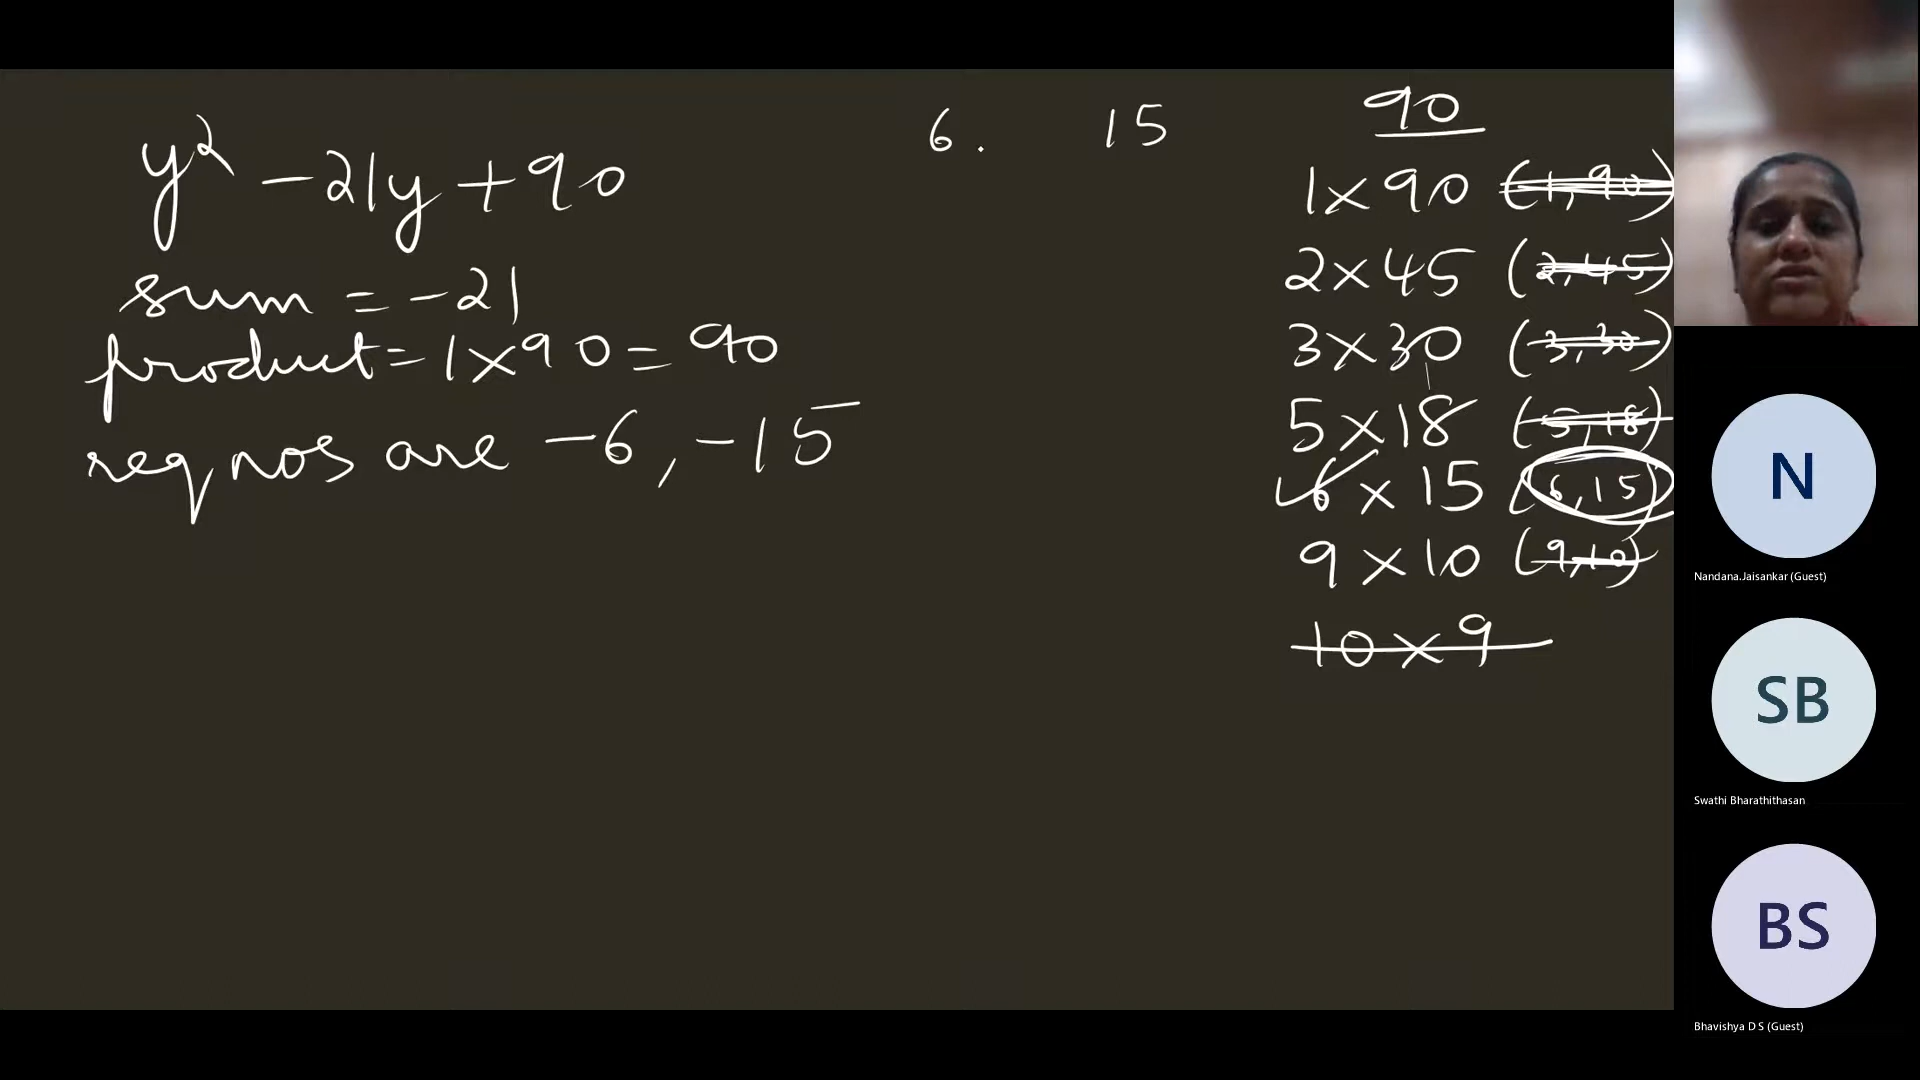 y² - 21y + 90
sum = -21
product = 1 x 90 = 90
req nos are -6, -15
6. 15
90
1 x 90 (1, 90)
2 x 45 (2, 45)
3 x 30 (3, 30)
5 x 18 (5, 18)
6 x 15 (6, 15)
9 x 10 (9, 10)
10 x 9
N
Nandana.Jaisankar (Guest)
SB
Swathi Bharathithasan
BS
Bhavishya D S (Guest)